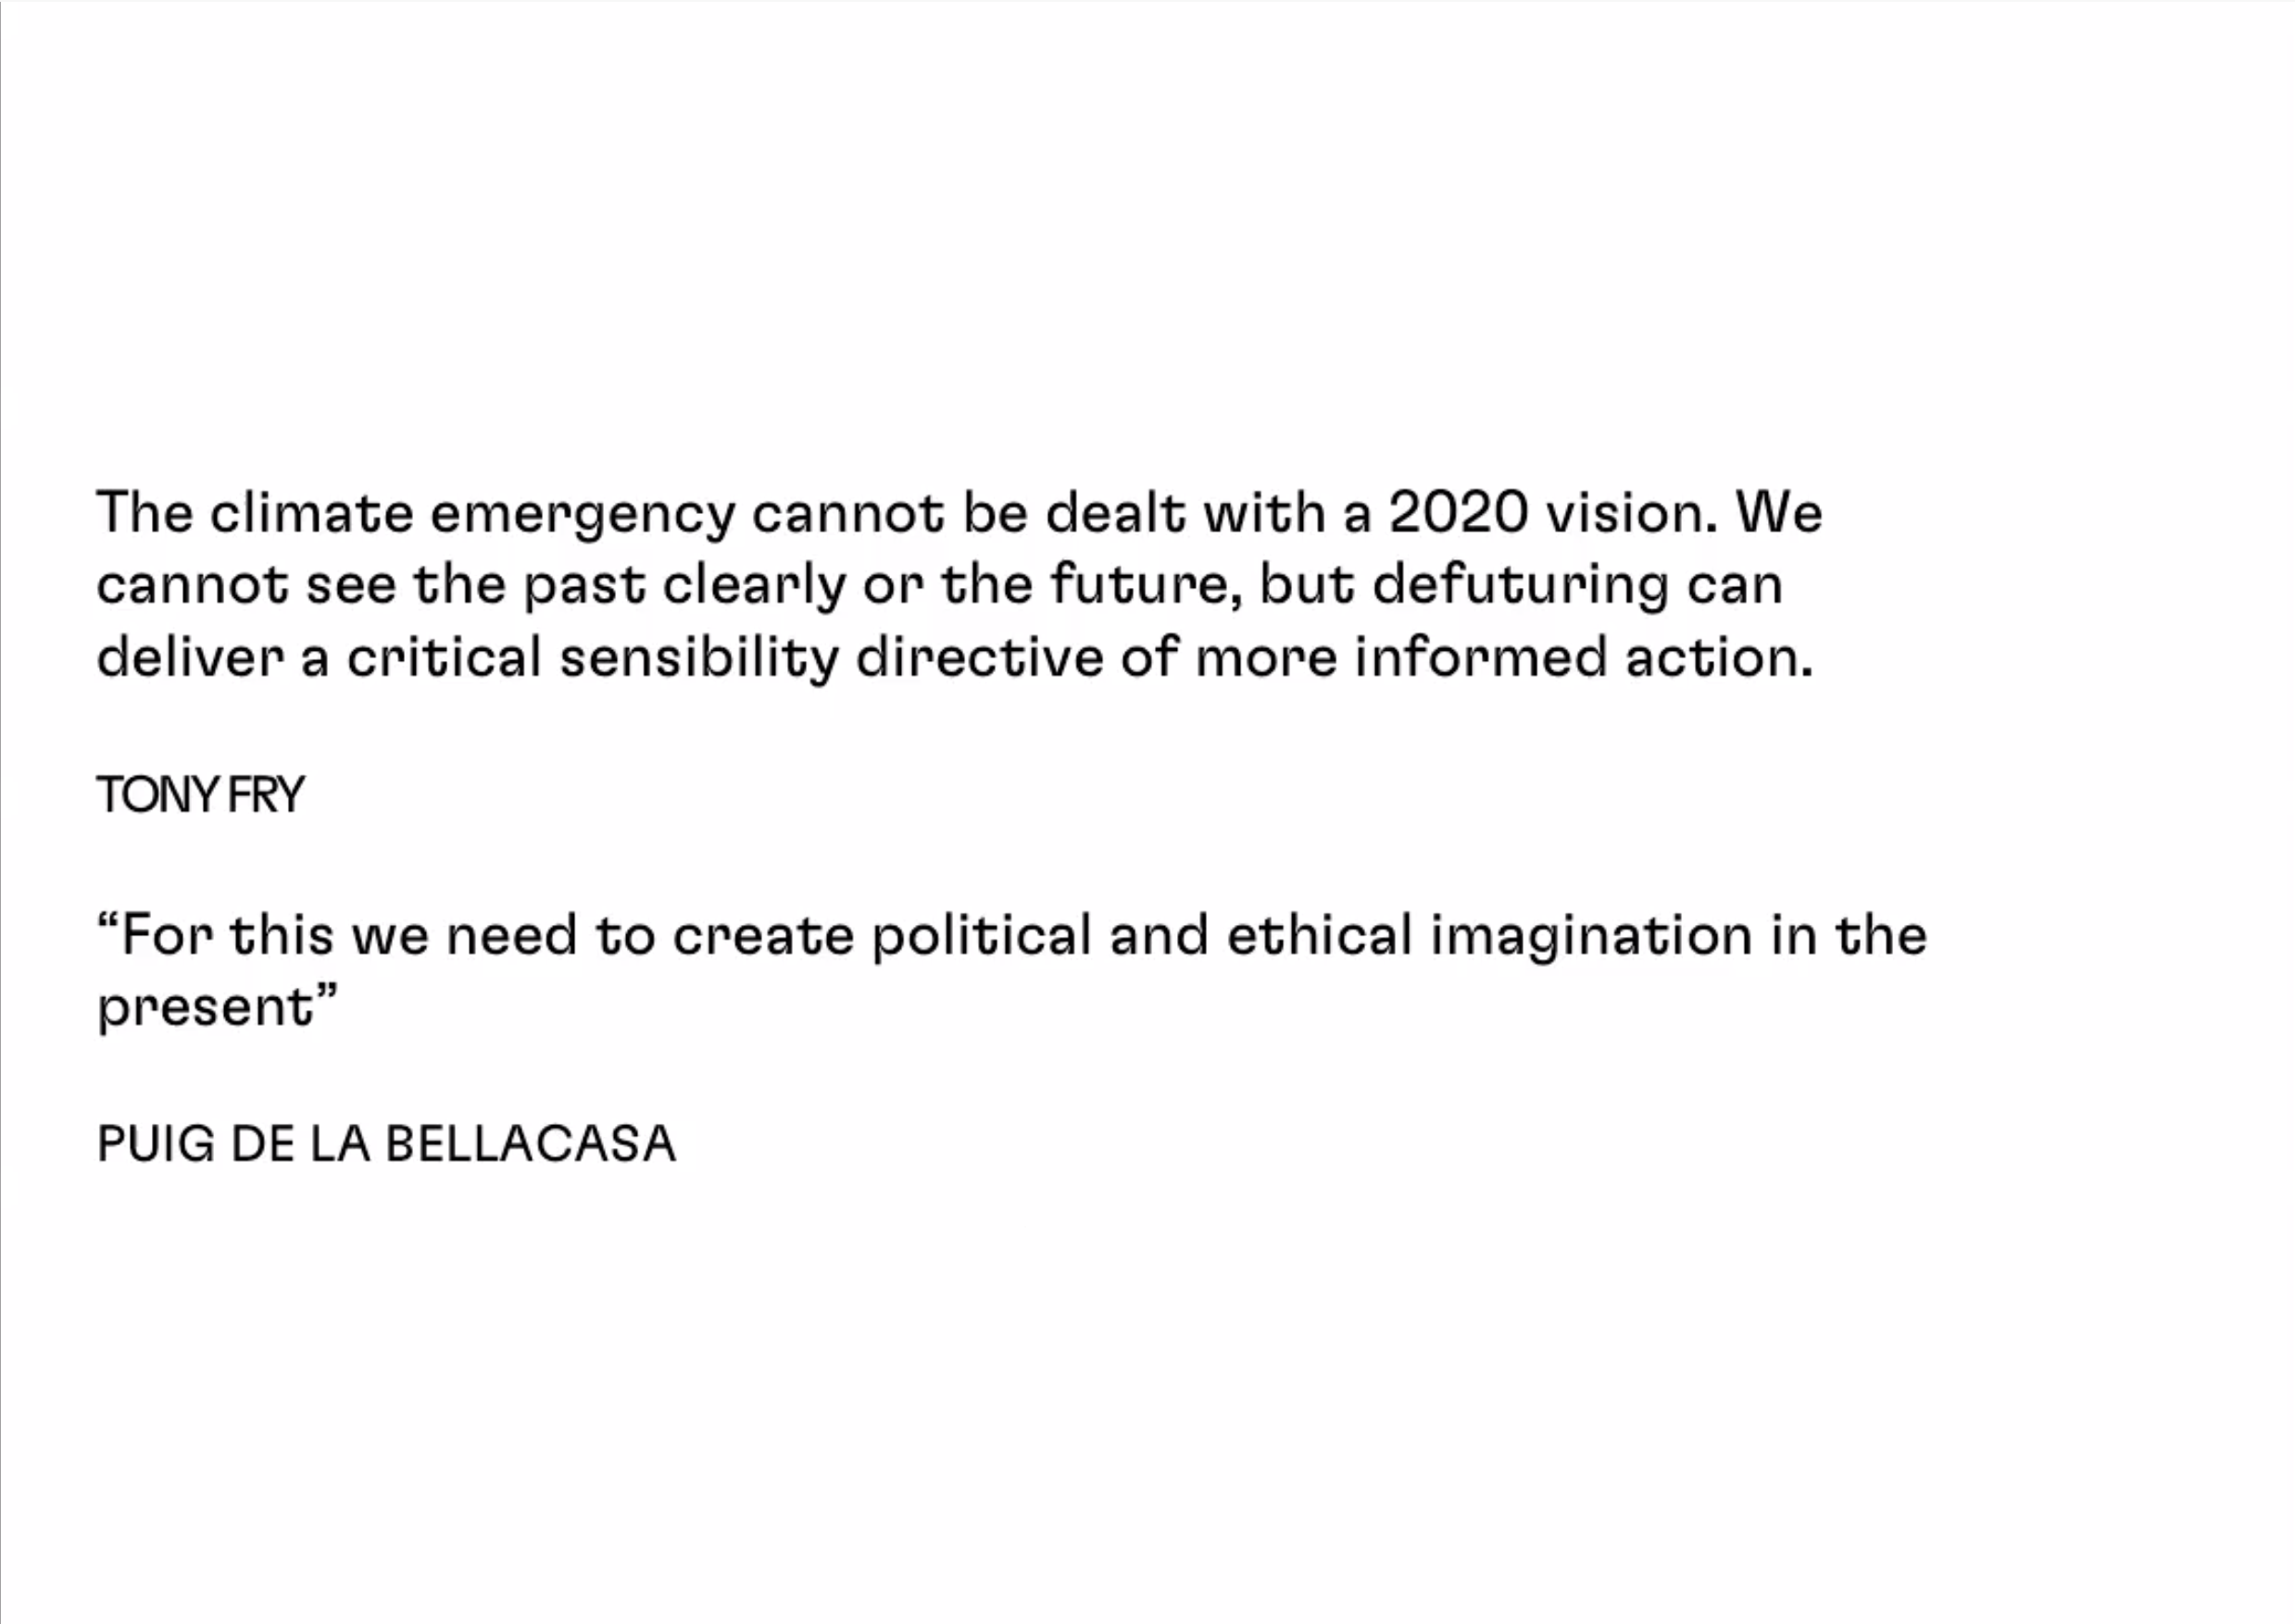 The climate emergency cannot be dealt with a 2020 vision. We
cannot see the past clearly or the future, but defuturing can
deliver a critical sensibility directive of more informed action.
TONY FRY
“For this we need to create political and ethical imagination in the
present”
PUIG DE LA BELLACASA